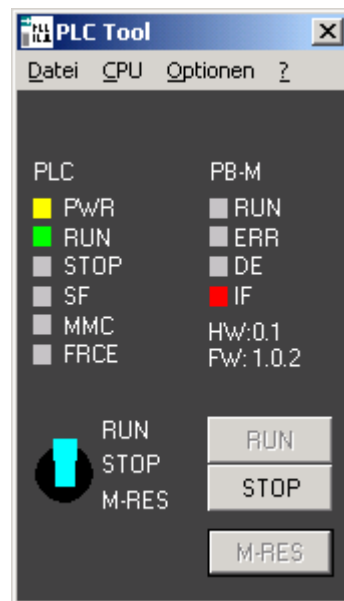 PLC Tool
Datei CPU Optionen ?
PLC
PWR
RUN
STOP
SF
MMC
FRCE
PB-M
RUN
ERR
DE
IF
HW:0.1
FW: 1.0.2
RUN
STOP
M-RES
RUN
STOP
M-RES